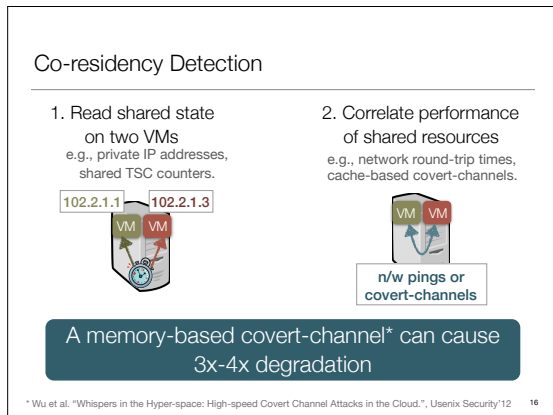 Co-residency Detection
1. Read shared state
on two VMs
e.g., private IP addresses,
shared TSC counters.
102.2.1.1
102.2.1.3
VM
VM
2. Correlate performance
of shared resources
e.g., network round-trip times,
cache-based covert-channels.
VM
VM
n/w pings or
covert-channels
A memory-based covert-channel* can cause
3x-4x degradation
* Wu et al. “Whispers in the Hyper-space: High-speed Covert Channel Attacks in the Cloud.”, Usenix Security'12
16